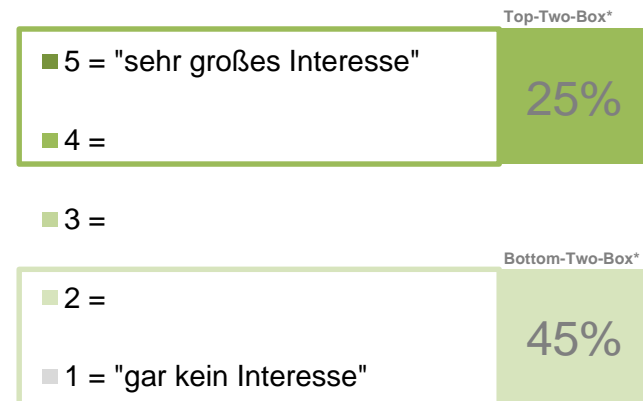 Top-Two-Box*
5 = "sehr großes Interesse"
25%
4 =
3 =
Bottom-Two-Box*
2 =
45%
1 = "gar kein Interesse"